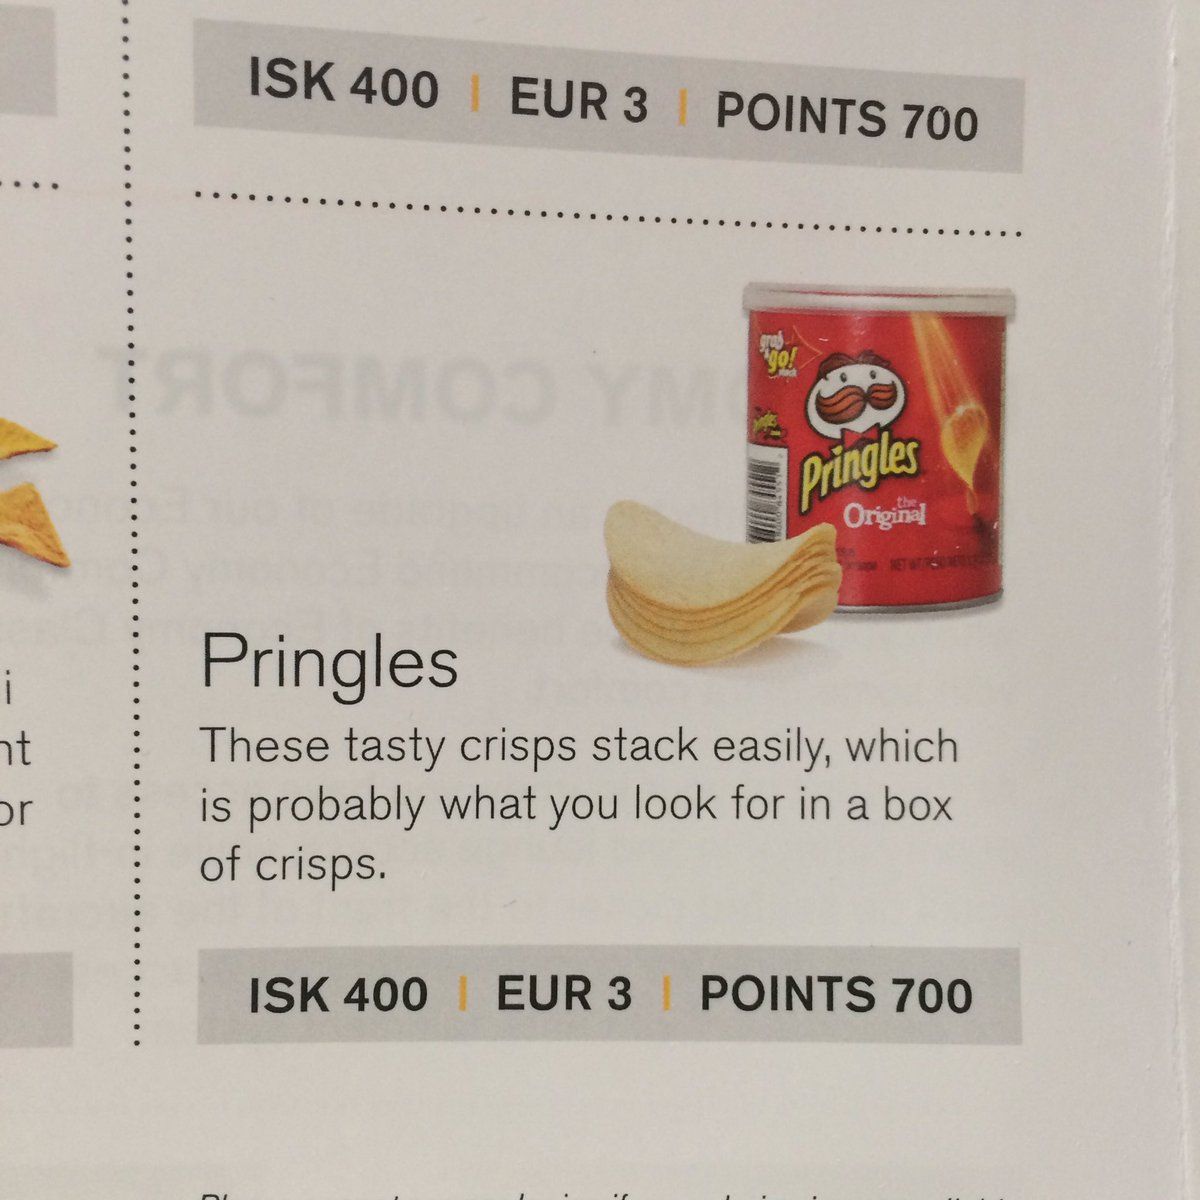 ISK 400 | EUR 3 | POINTS 700
grab
& go!
snack
Pringles
the
Original
Pringles
These tasty crisps stack easily, which
is probably what you look for in a box
of crisps.
ISK 400 | EUR 3 | POINTS 700
i
nt
or